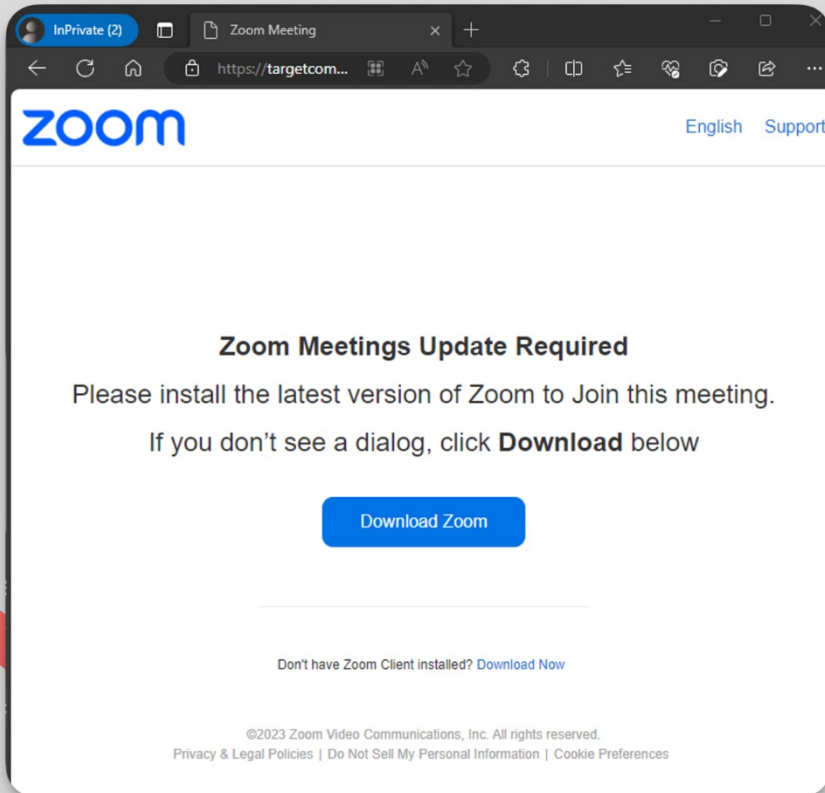 InPrivate (2)
Zoom Meeting
https://targetcom...
zoom
English Support
Zoom Meetings Update Required
Please install the latest version of Zoom to Join this meeting.
If you don't see a dialog, click Download below
Download Zoom
Don't have Zoom Client installed? Download Now
©2023 Zoom Video Communications, Inc. All rights reserved.
Privacy & Legal Policies | Do Not Sell My Personal Information | Cookie Preferences